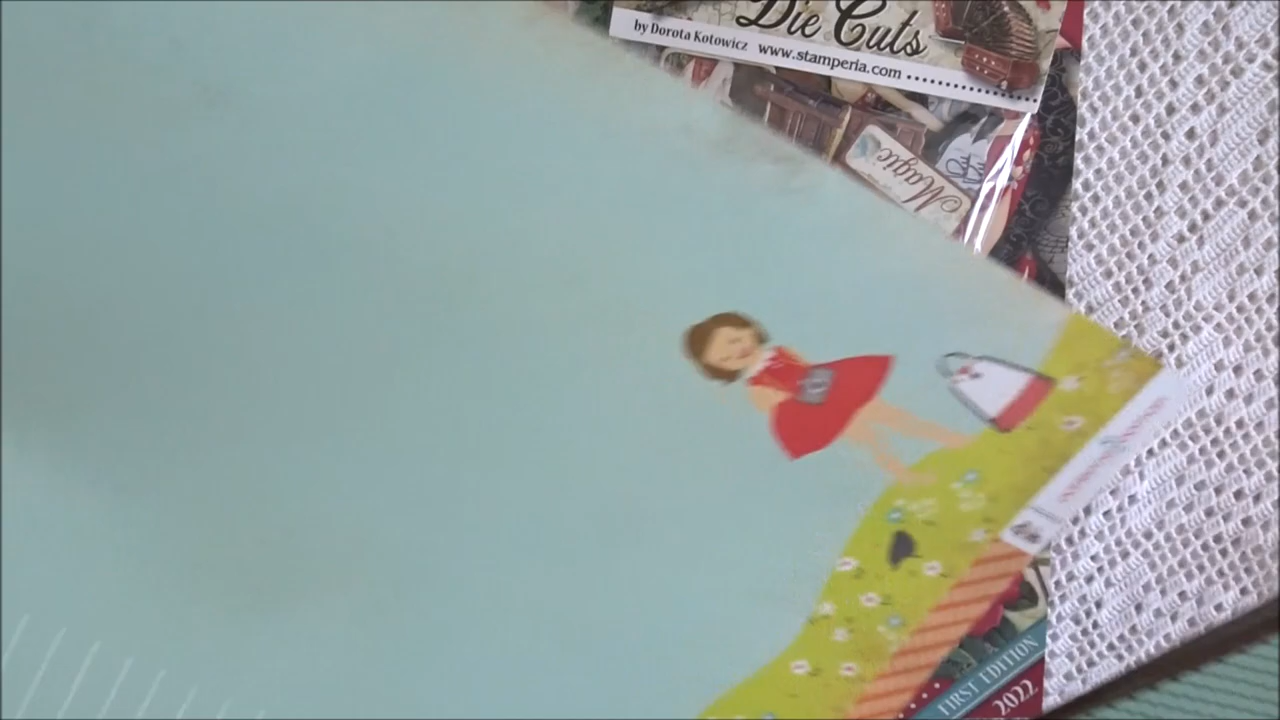 Die Cuts
by Dorota Kotowicz www.stamperia.com
Magic
FIRST EDITION
2022